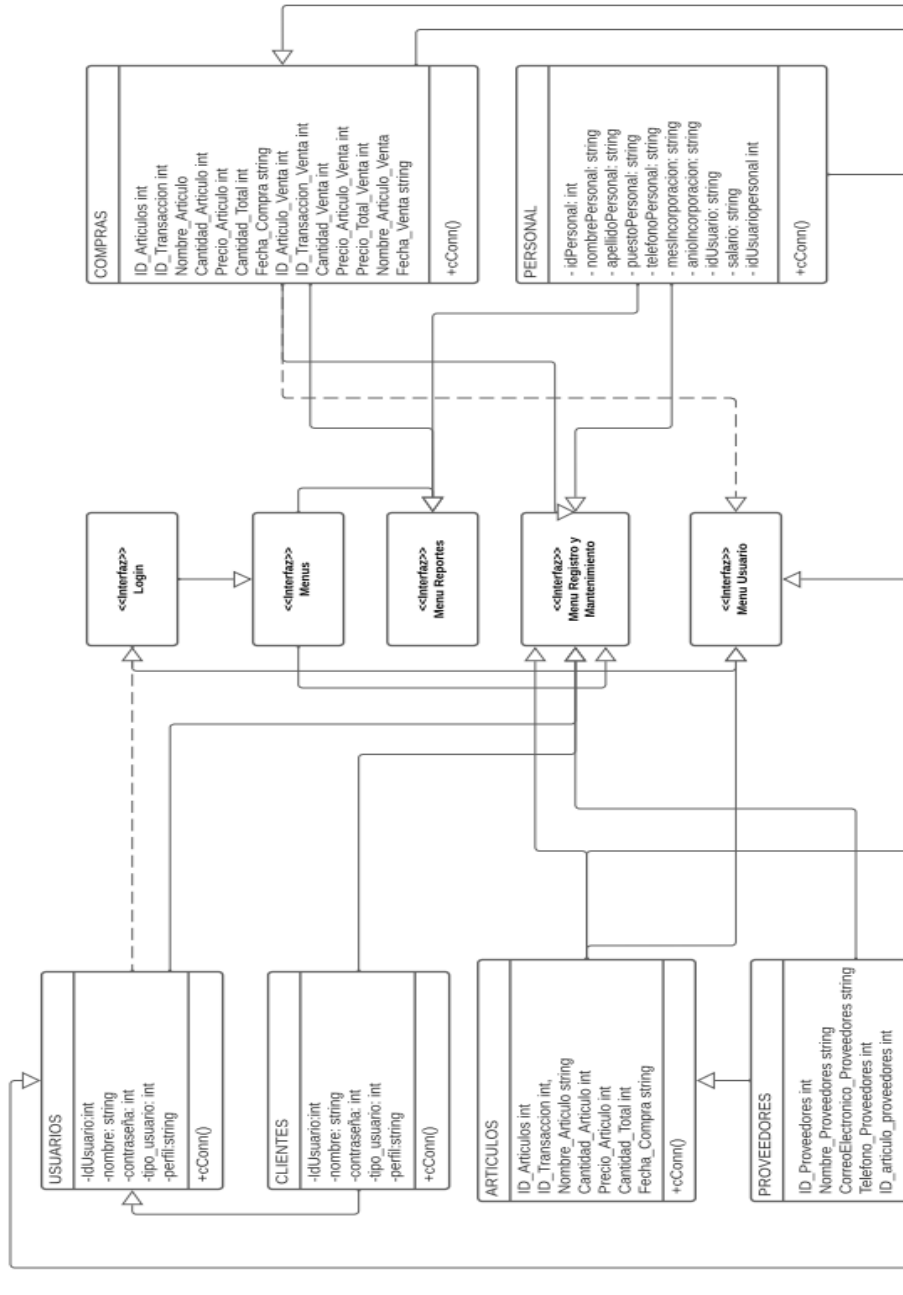 USUARIOS
-IdUsuario:int
-nombre: string
-contraseña: int
-tipo_usuario: int
-perfil:string
+cConn()
CLIENTES
-IdUsuario:int
-nombre: string
-contraseña: int
-tipo_usuario: int
-perfil:string
+cConn()
ARTICULOS
ID_Articulos int
ID_Transaccion int,
Nombre_Articulo string
Cantidad_Articulo int
Precio_Articulo int
Cantidad_Total int
Fecha_Compra string
+cConn()
PROVEEDORES
ID_Proveedores int
Nombre_Proveedores string
CorreoElectronico_Proveedores string
Telefono_Proveedores int
ID_articulo_proveedores int
<<Interfaz>>
Login
<<Interfaz>>
Menus
<<Interfaz>>
Menu Reportes
<<Interfaz>>
Menu Registro y
Mantenimiento
<<Interfaz>>
Menu Usuario
COMPRAS
ID_Articulos int
ID_Transaccion int
Nombre_Articulo
Cantidad_Articulo int
Precio_Articulo int
Cantidad_Total int
Fecha_Compra string
ID_Articulo_Venta int
ID_Transaccion_Venta int
Cantidad_Venta int
Precio_Articulo_Venta int
Precio_Total_Venta int
Nombre_Articulo_Venta
Fecha_Venta string
+cConn()
PERSONAL
- idPersonal: int
- nombrePersonal: string
- apellidoPersonal: string
- puestoPersonal: string
- telefonoPersonal: string
- mesIncorporacion: string
- anioIncorporacion: string
- idUsuario: string
- salario: string
- idUsuariopersonal int
+cConn()